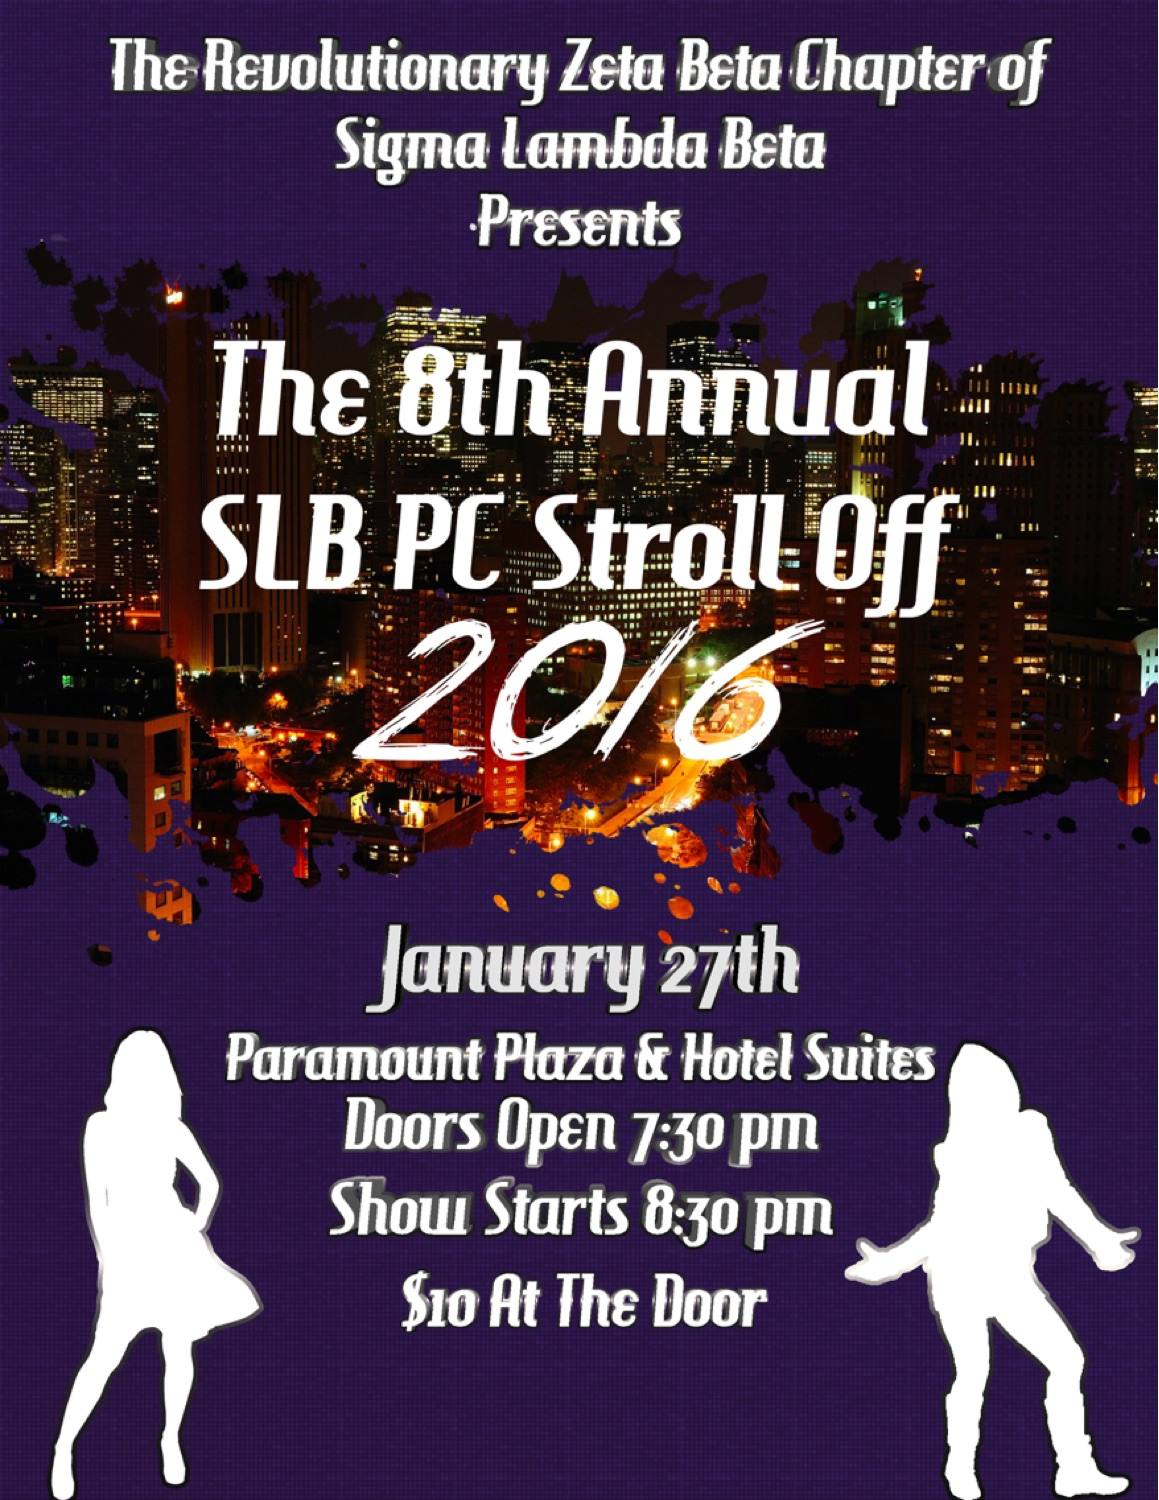 The Revolutionary Zeta Beta Chapter of
Sigma Lambda Beta
Presents
The 8th Annual
SLB PC Stroll Off
2016
January 27th
Paramount Plaza & Hotel Suites
Doors Open 7:30 pm
Show Starts 8:30 pm
$10 At The Door